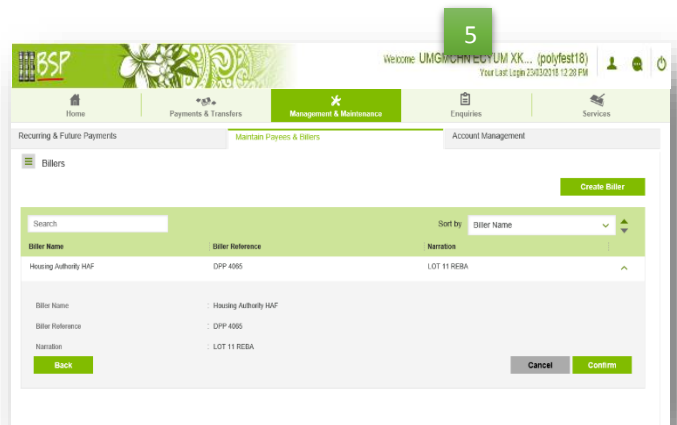 5
BSP
Welcome UMGMCHN EGYUM XK... (polyfest18)
Your Last Login 23/03/2018 12:28 PM
Home Payments & Transfers Management & Maintenance Enquiries Services
Recurring & Future Payments Maintain Payees & Billers Account Management
Billers
Create Biller
Search Sort by Biller Name
Biller Name Biller Reference Narration
Housing Authority HAF DPP 4065 LOT 11 REBA
Biller Name : Housing Authority HAF
Biller Reference : DPP 4065
Narration : LOT 11 REBA
Back Cancel Confirm